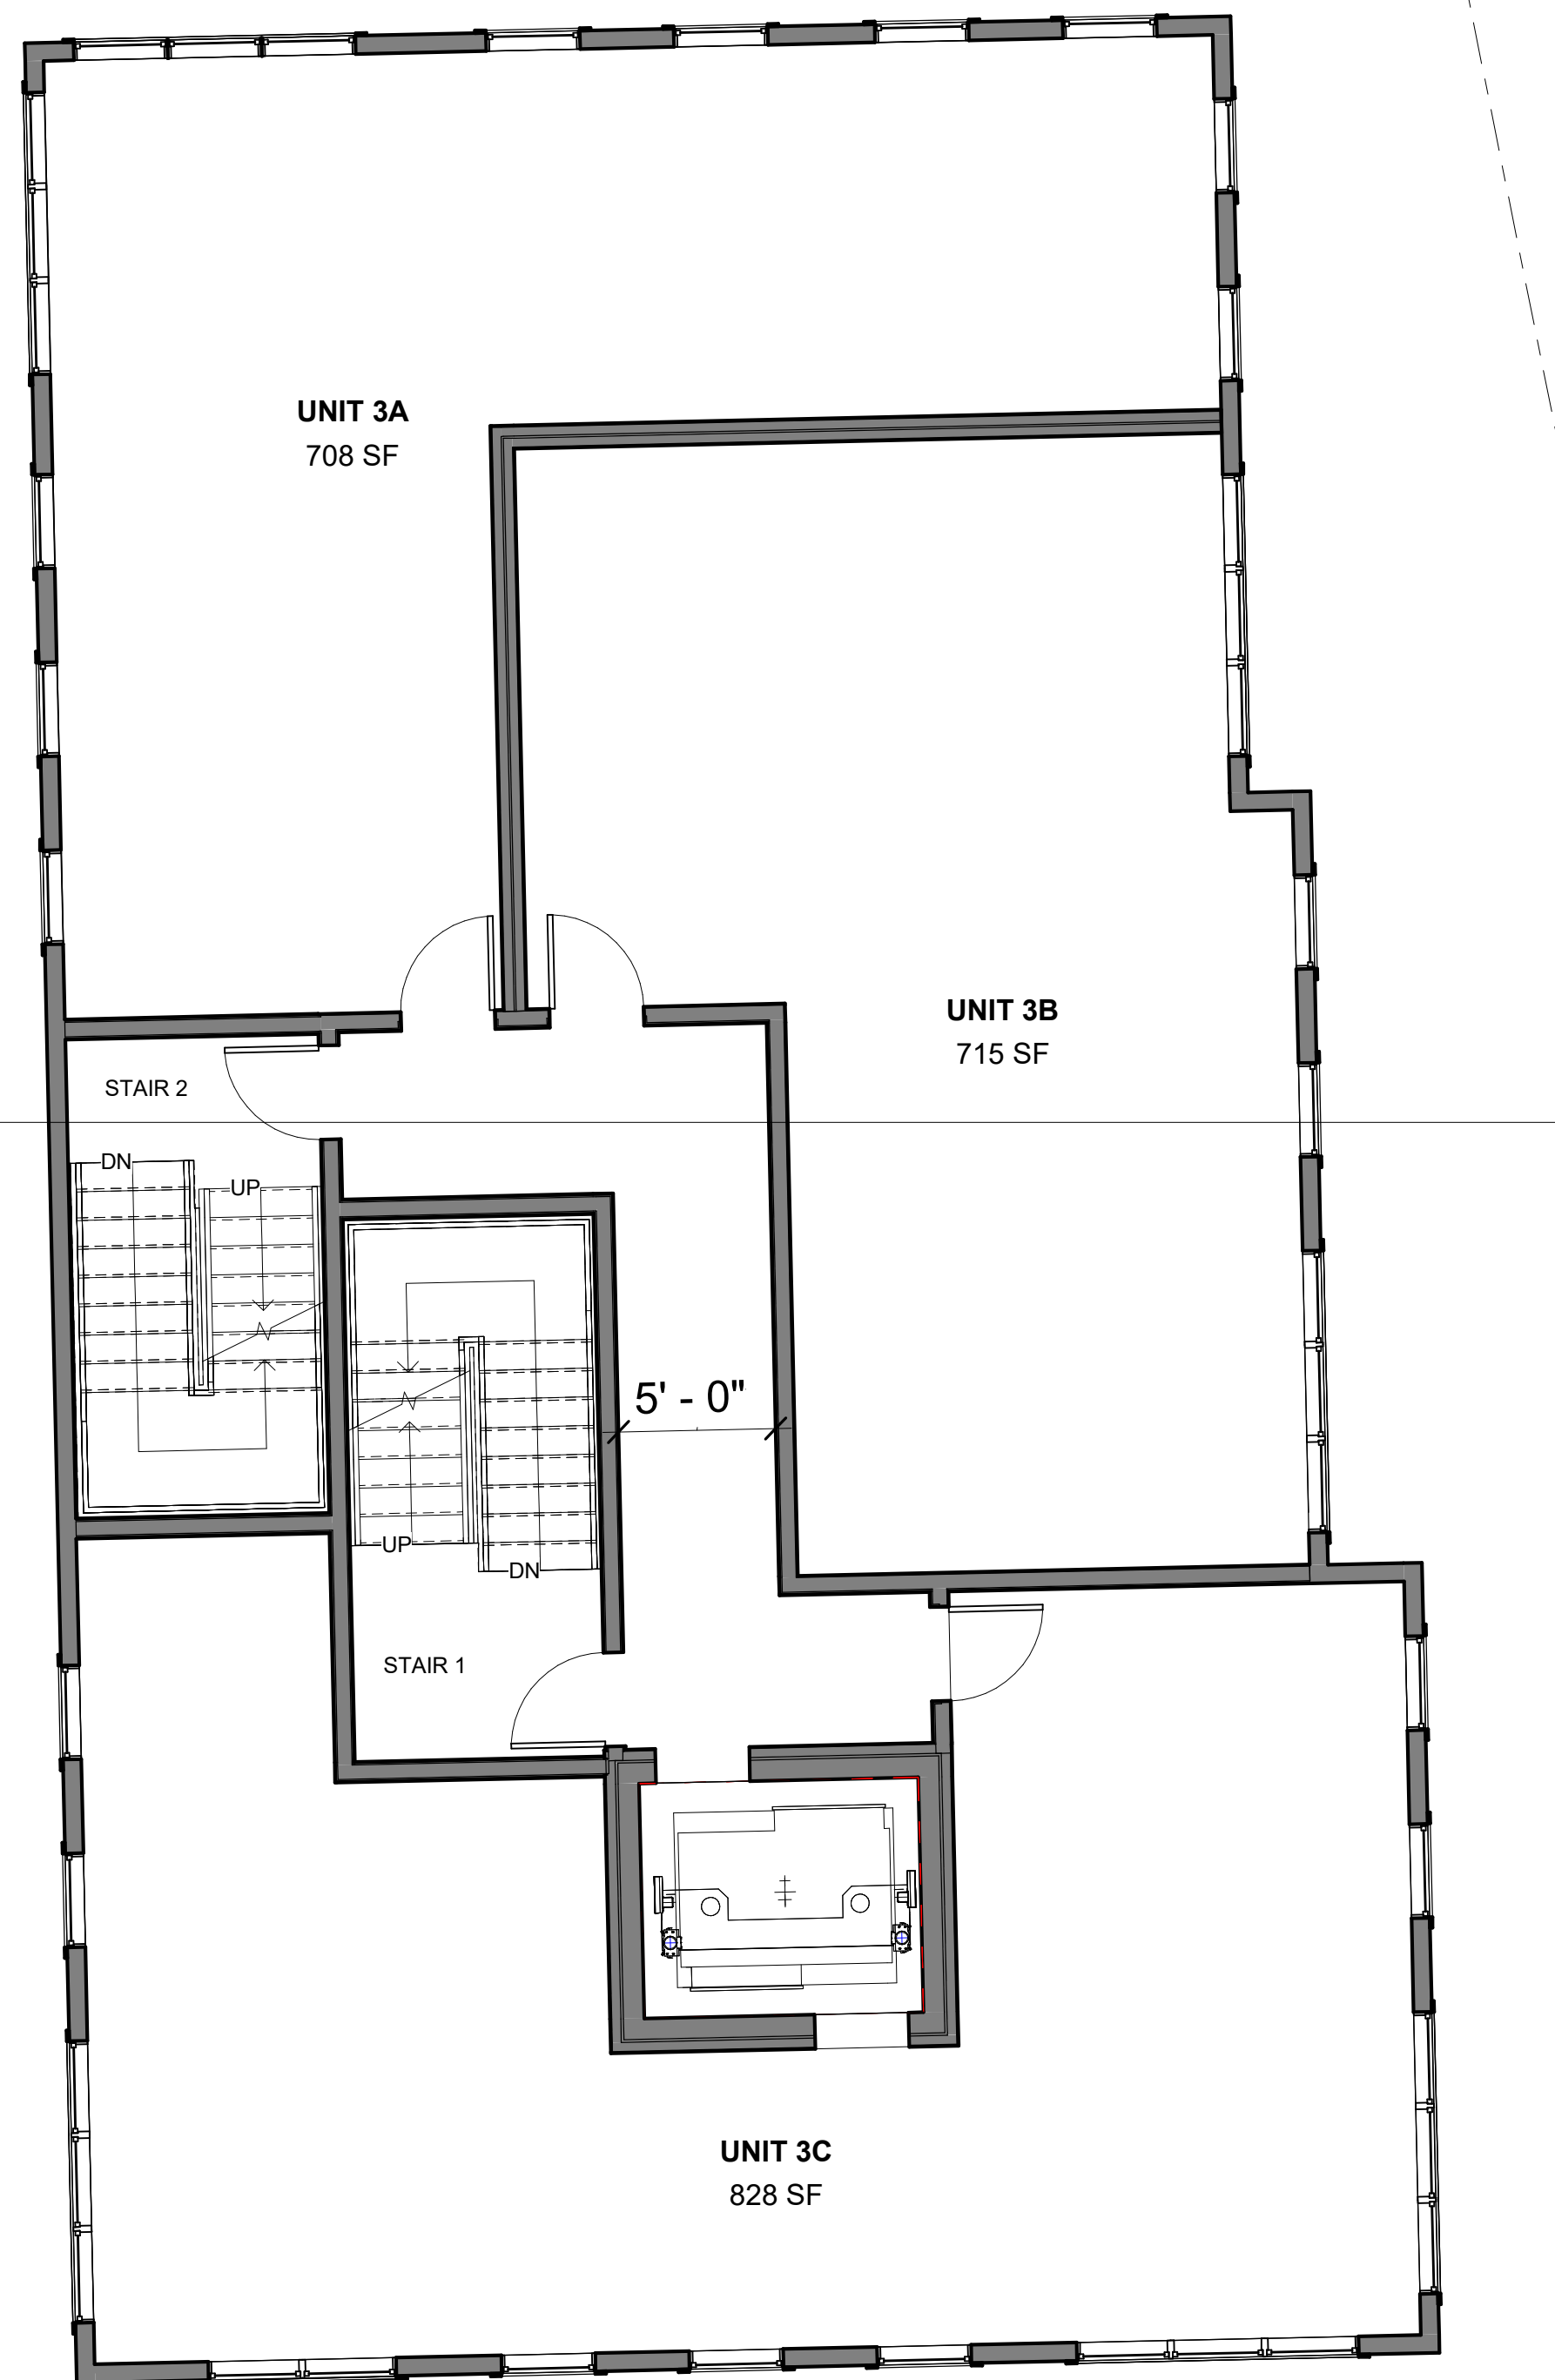 UNIT 3A
708 SF
UNIT 3B
715 SF
STAIR 2
DN
UP
5' - 0"
UP
DN
STAIR 1
UNIT 3C
828 SF